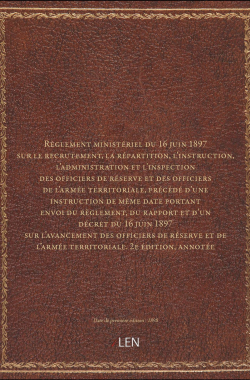 Règlement ministériel du 16 juin 1897
sur le recrutement, la répartition, l'instruction,
l'administration et l'inspection
des officiers de réserve et des officiers
de l'armée territoriale, précédé d'une
instruction de même date portant
envoi du règlement, du rapport et d'un
décret du 16 juin 1897
sur l'avancement des officiers de réserve et de
l'armée territoriale. 2e édition, annotée
LEN